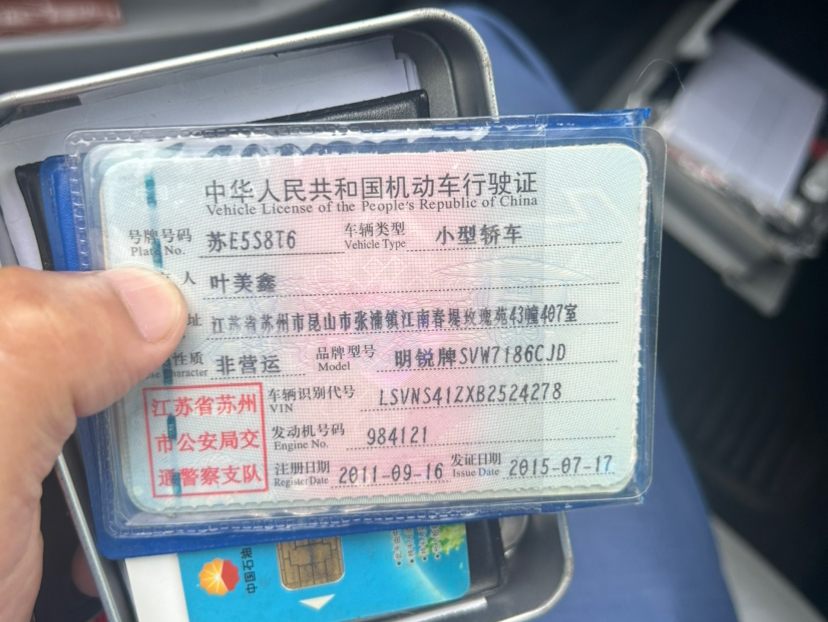 中华人民共和国机动车行驶证
Vehicle License of the People's Republic of China
号牌号码 苏E5S8T6 车辆类型 小型轿车
Plate No. Vehicle Type
人 叶美鑫
址 江苏省苏州市昆山市张浦镇江南春堤玫瑰苑43幢407室
性质 非营运 品牌型号 明锐牌SVW7186CJD
Character Model
车辆识别代号 LSVNS41ZXB2524278
VIN
发动机号码 984121
Engine No.
注册日期 2011-09-16 发证日期 2015-07-17
Register Date Issue Date
江苏省苏州
市公安局交
通警察支队
中国石油